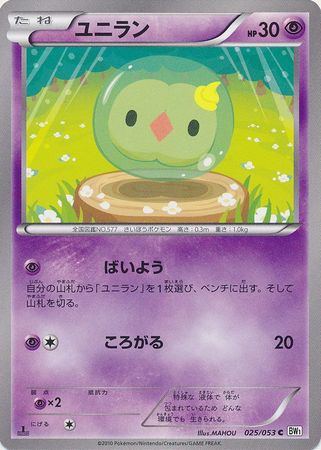 たね ユニラン HP30
全国図鑑NO.577 さいぼうポケモン 高さ:0.3m 重さ:1.0kg
ばいよう
自分の山札から「ユニラン」を1枚選び、ベンチに出す。そして
山札を切る。
ころがる 20
弱点 抵抗力
×2
にげる
特殊な 液体で 体が
包まれているため どんな
環境でも 生きられる。
1
Illus.MAHOU 025/053 C BW1
©2010 Pokémon/Nintendo/Creatures/GAME FREAK.